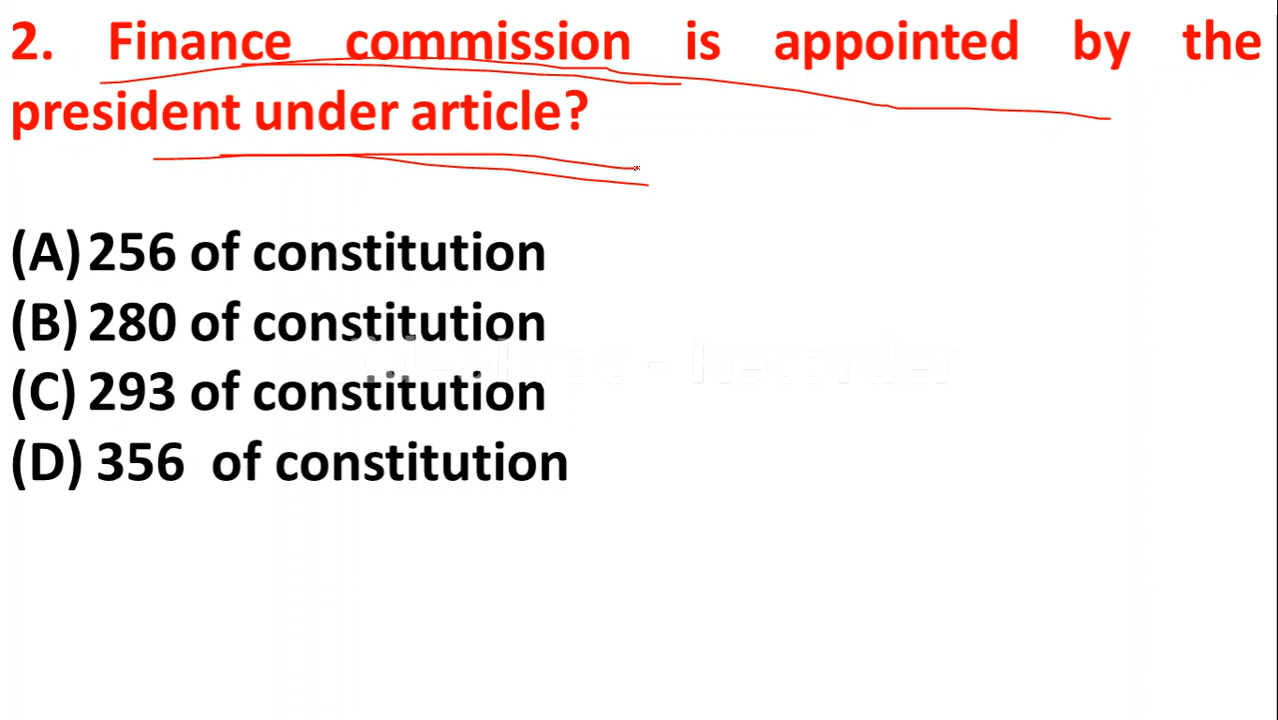 2. Finance commission is appointed by the
president under article?
(A) 256 of constitution
(B) 280 of constitution
(C) 293 of constitution
(D) 356 of constitution
- Recorder